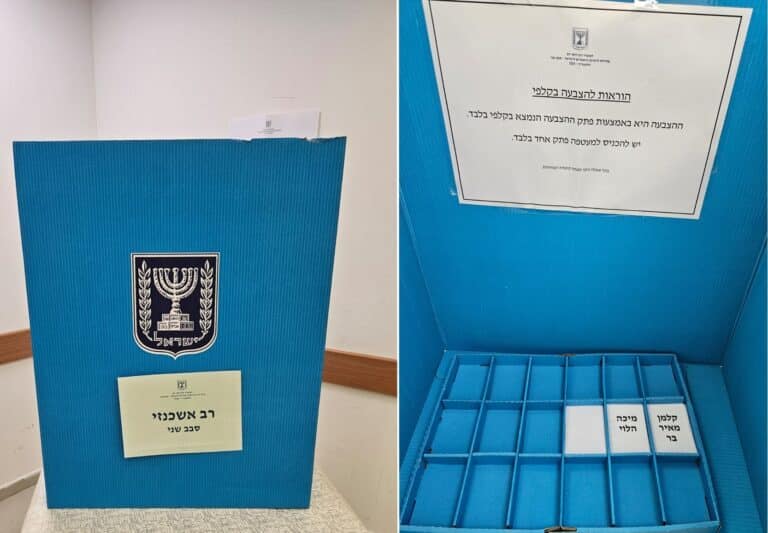 ישראל
רב אשכנזי
סבב שני
הוראות להצבעה בקלפי
ההצבעה היא באמצעות פתק ההצבעה הנמצא בקלפי בלבד.
יש להכניס למעטפה פתק אחד בלבד.
מיכה
הלוי
קלמן
מאיר
בר